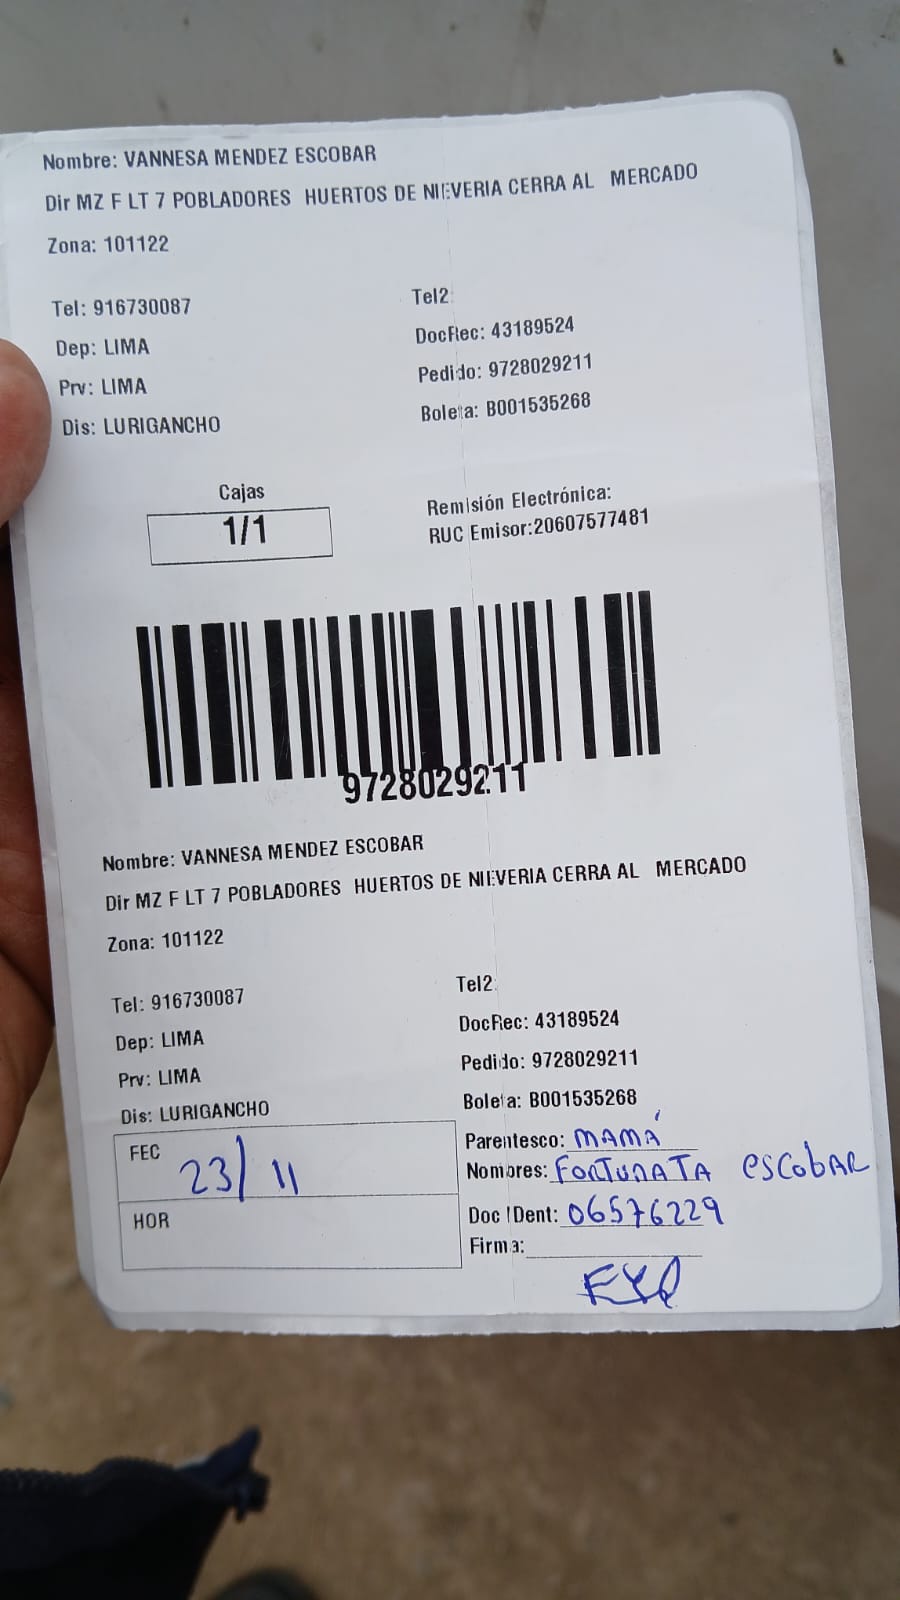 Nombre: VANNESA MENDEZ ESCOBAR
Dir MZ F LT 7 POBLADORES HUERTOS DE NIEVERIA CERRA AL MERCADO
Zona: 101122
Tel: 916730087
Tel2:
Dep: LIMA
DocRec: 43189524
Prv: LIMA
Pedido: 9728029211
Dis: LURIGANCHO
Boleta: B001535268
Cajas
1/1
Remisión Electrónica:
RUC Emisor:20607577481
9728029211
Nombre: VANNESA MENDEZ ESCOBAR
Dir MZ F LT 7 POBLADORES HUERTOS DE NIEVERIA CERRA AL MERCADO
Zona: 101122
Tel: 916730087
Tel2:
Dep: LIMA
DocRec: 43189524
Prv: LIMA
Pedido: 9728029211
Dis: LURIGANCHO
Boleta: B001535268
FEC 23/11
HOR
Parentesco: MAMÁ
Nombres: FORTUNATA ESCOBAR
Doc IDent: 06576229
Firma: